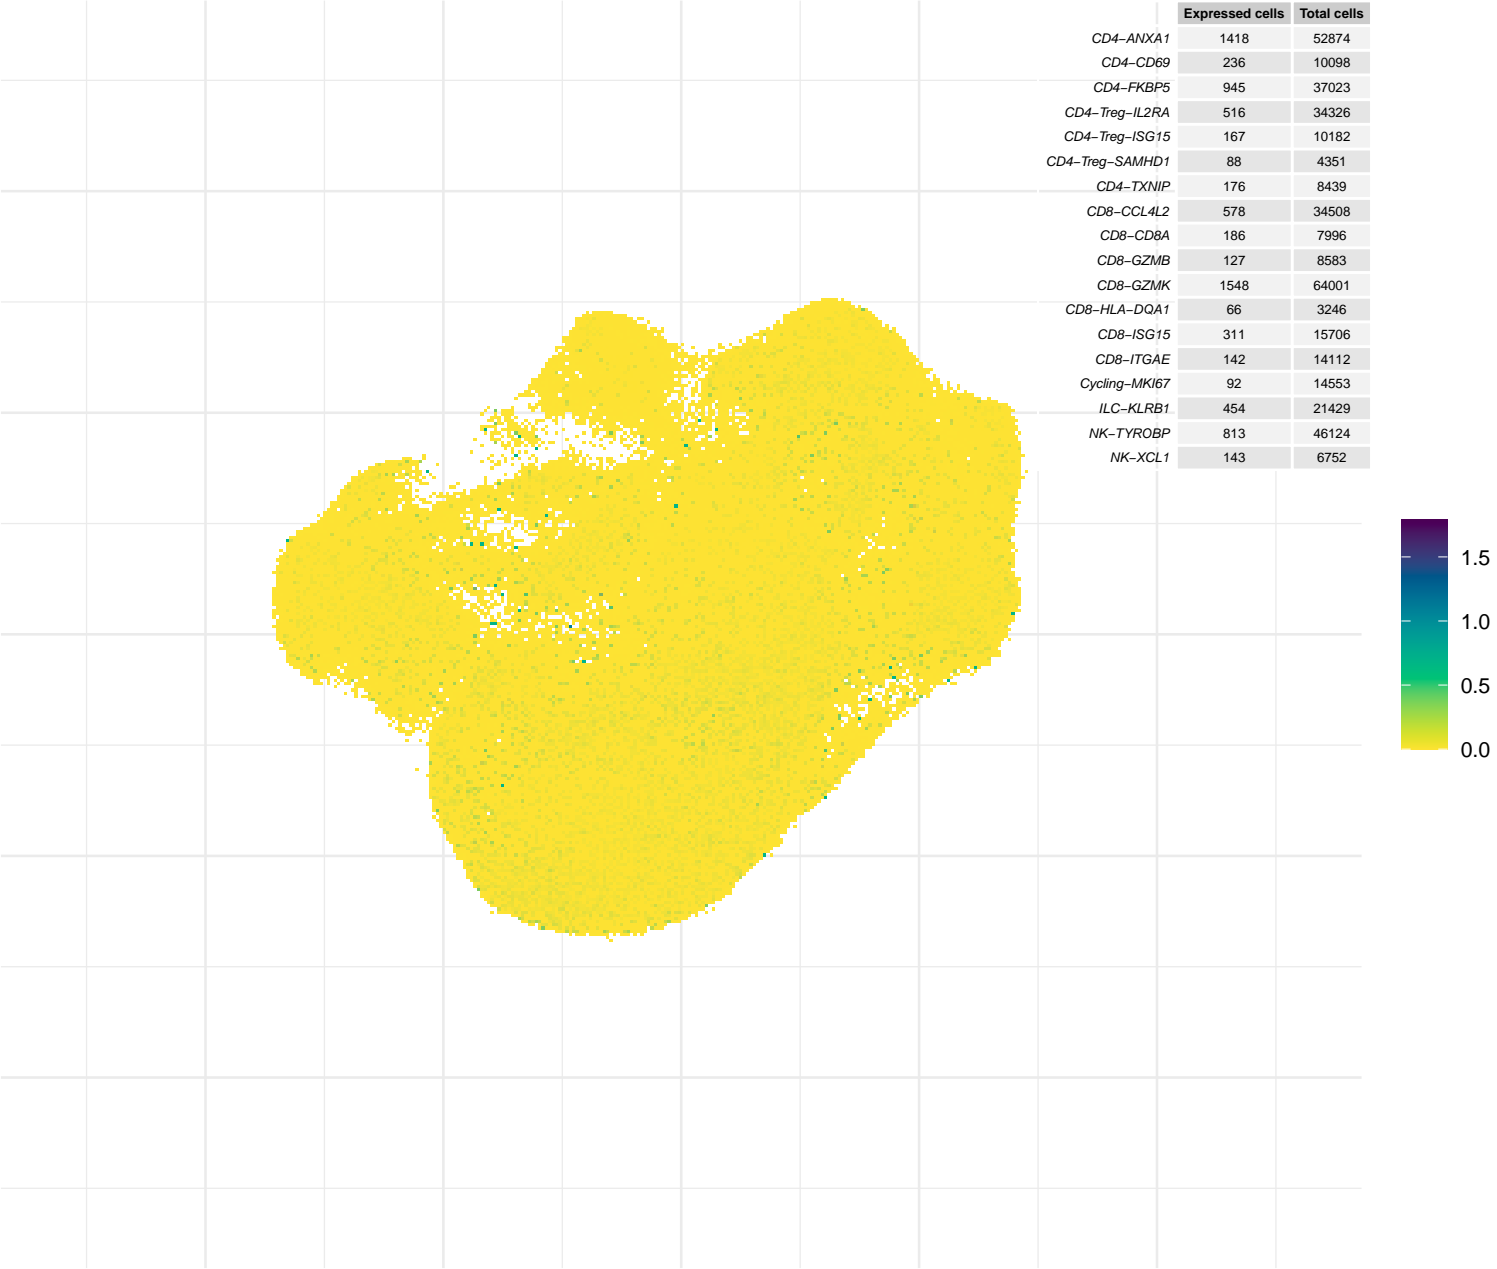 Expressed cells Total cells
CD4−ANXA1 1418 52874
CD4−CD69 236 10098
CD4−FKBP5 945 37023
CD4−Treg−IL2RA 516 34326
CD4−Treg−ISG15 167 10182
CD4−Treg−SAMHD1 88 4351
CD4−TXNIP 176 8439
CD8−CCL4L2 578 34508
CD8−CD8A 186 7996
CD8−GZMB 127 8583
CD8−GZMK 1548 64001
CD8−HLA−DQA1 66 3246
CD8−ISG15 311 15706
CD8−ITGAE 142 14112
Cycling−MKI67 92 14553
ILC−KLRB1 454 21429
NK−TYROBP 813 46124
NK−XCL1 143 6752
1.5
1.0
0.5
0.0